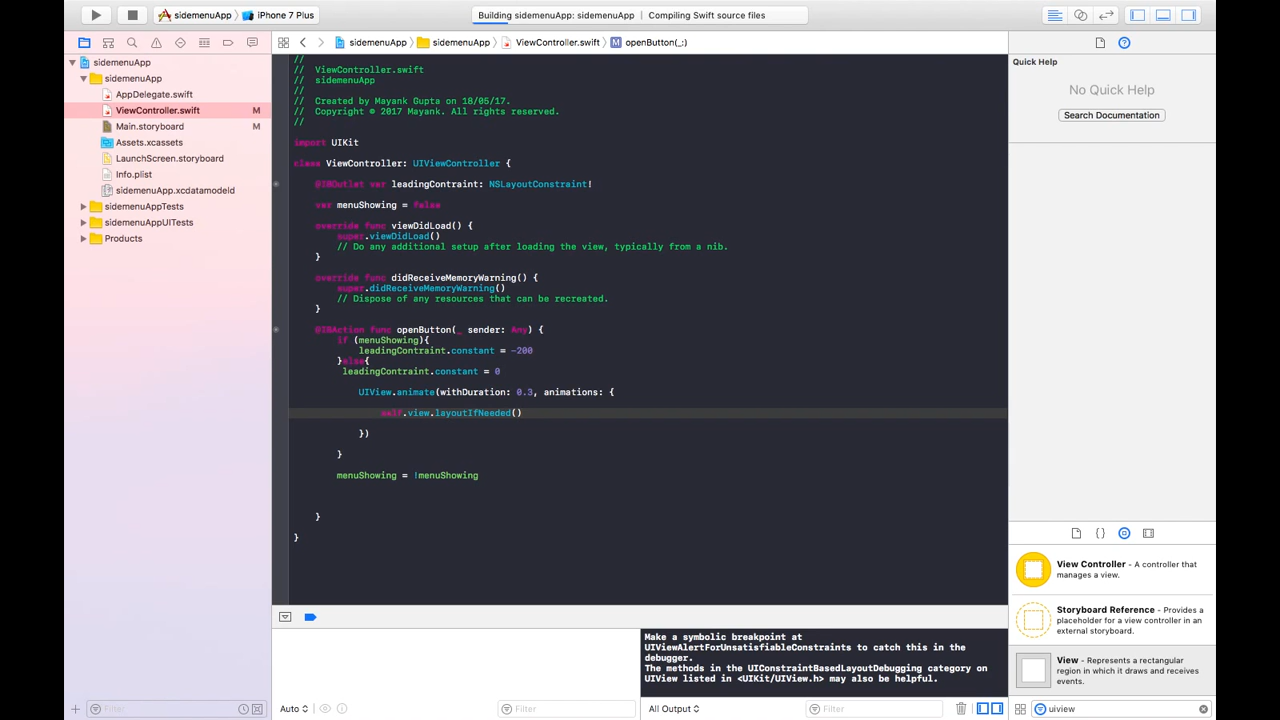 sidemenuApp
iPhone 7 Plus
Building sidemenuApp: sidemenuApp
Compiling Swift source files
sidemenuApp
sidemenuApp
ViewController.swift
openButton(_:)
sidemenuApp
sidemenuApp
AppDelegate.swift
ViewController.swift M
Main.storyboard M
Assets.xcassets
LaunchScreen.storyboard
Info.plist
sidemenuApp.xcdatamodeld
sidemenuAppTests
sidemenuAppUITests
Products
Filter
//
// ViewController.swift
// sidemenuApp
//
// Created by Mayank Gupta on 18/05/17.
// Copyright © 2017 Mayank. All rights reserved.
//
import UIKit
class ViewController: UIViewController {
@IBOutlet var leadingContraint: NSLayoutConstraint!
var menuShowing = false
override func viewDidLoad() {
super.viewDidLoad()
// Do any additional setup after loading the view, typically from a nib.
}
override func didReceiveMemoryWarning() {
super.didReceiveMemoryWarning()
// Dispose of any resources that can be recreated.
}
@IBAction func openButton(_ sender: Any) {
if (menuShowing){
leadingContraint.constant = -200
}else{
leadingContraint.constant = 0
UIView.animate(withDuration: 0.3, animations: {
self.view.layoutIfNeeded()
})
}
menuShowing = !menuShowing
}
}
Auto
Filter
Make a symbolic breakpoint at
UIViewAlertForUnsatisfiableConstraints to catch this in the
debugger.
The methods in the UIConstraintBasedLayoutDebugging category on
UIView listed in <UIKit/UIView.h> may also be helpful.
All Output
Filter
Quick Help
No Quick Help
Search Documentation
{ }
View Controller - A controller that
manages a view.
Storyboard Reference - Provides a
placeholder for a view controller in an
external storyboard.
View - Represents a rectangular
region in which it draws and receives
events.
uiview